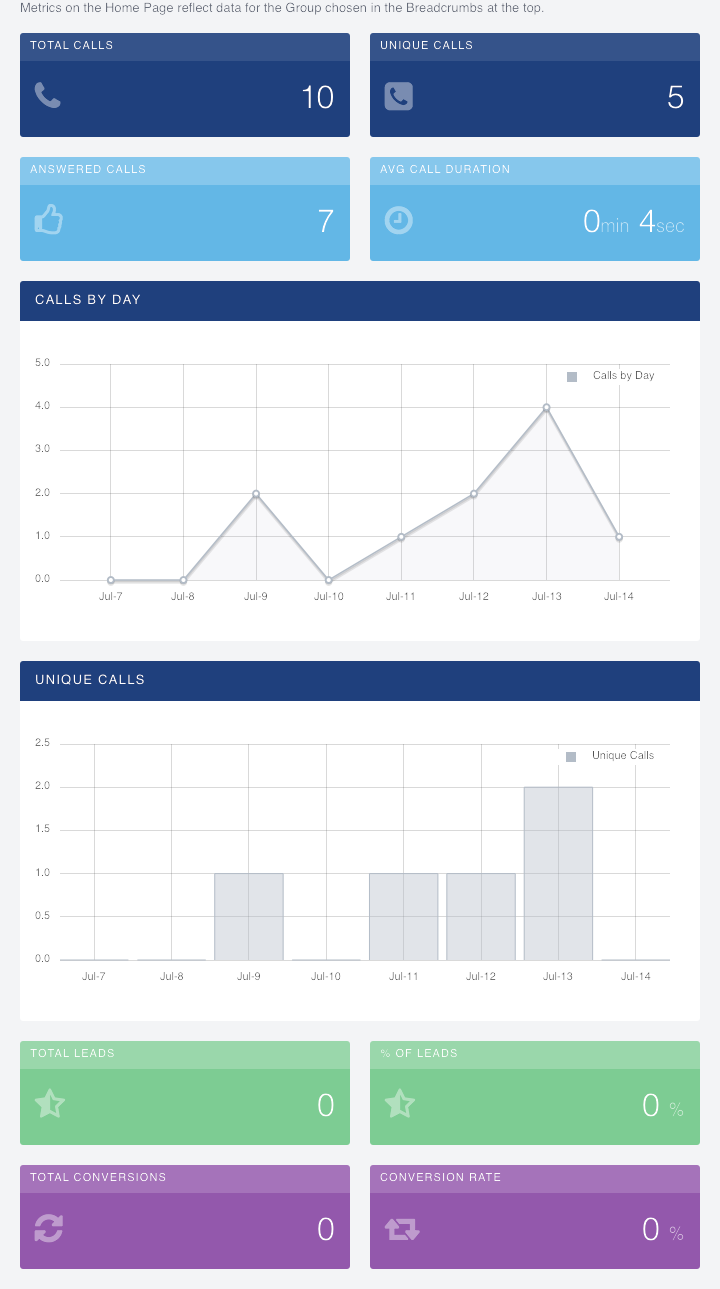 Metrics on the Home Page reflect data for the Group chosen in the Breadcrumbs at the top.
TOTAL CALLS
10
UNIQUE CALLS
5
ANSWERED CALLS
7
AVG CALL DURATION
0min 4sec
CALLS BY DAY
5.0
4.0
3.0
2.0
1.0
0.0
Calls by Day
Jul-7 Jul-8 Jul-9 Jul-10 Jul-11 Jul-12 Jul-13 Jul-14
UNIQUE CALLS
2.5
2.0
1.5
1.0
0.5
0.0
Unique Calls
Jul-7 Jul-8 Jul-9 Jul-10 Jul-11 Jul-12 Jul-13 Jul-14
TOTAL LEADS
0
% OF LEADS
0 %
TOTAL CONVERSIONS
0
CONVERSION RATE
0 %